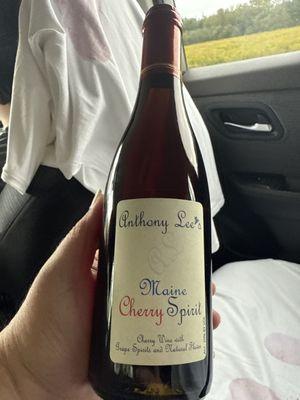 Anthony Lee's
Maine
Cherry Spirit
Cherry Wine with
Grape Spirits and Natural Flavor